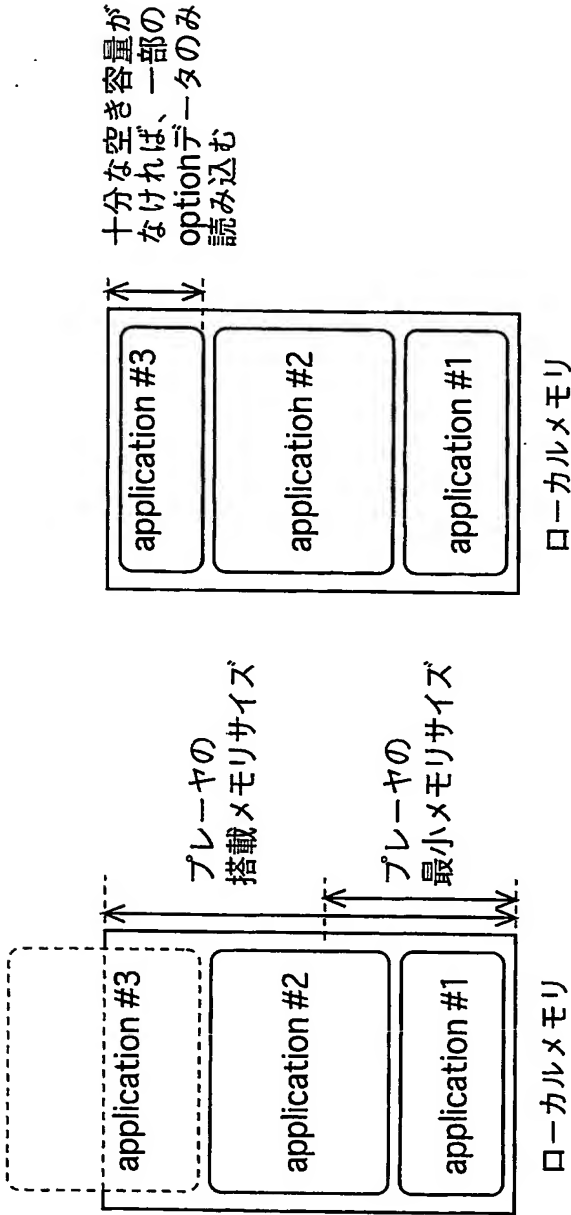 application #3
application #2
application #1
ローカルメモリ
プレーヤの
搭載メモリサイズ
プレーヤの
最小メモリサイズ
application #3
application #2
application #1
ローカルメモリ
十分な空き容量が
なければ、一部の
optionデータのみ
読み込む